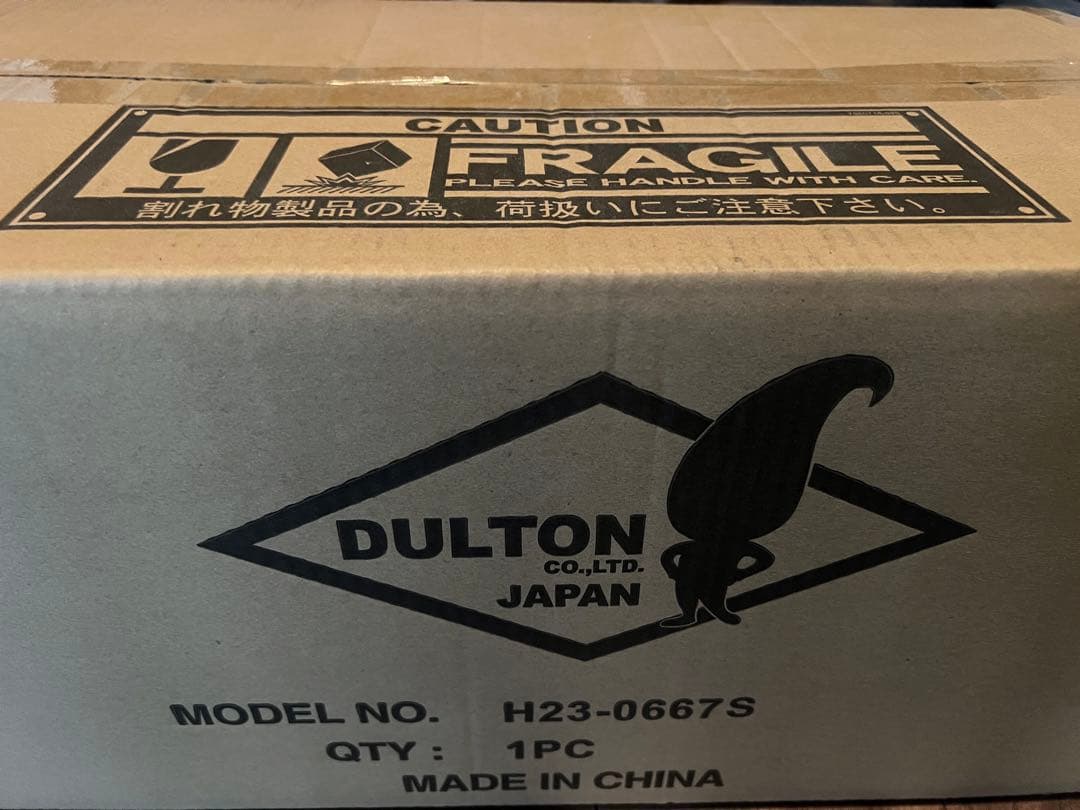 CAUTION
FRAGILE
PLEASE HANDLE WITH CARE.
割れ物製品の為、荷扱いにご注意下さい。
DULTON
CO.,LTD.
JAPAN
MODEL NO. H23-0667S
QTY : 1PC
MADE IN CHINA